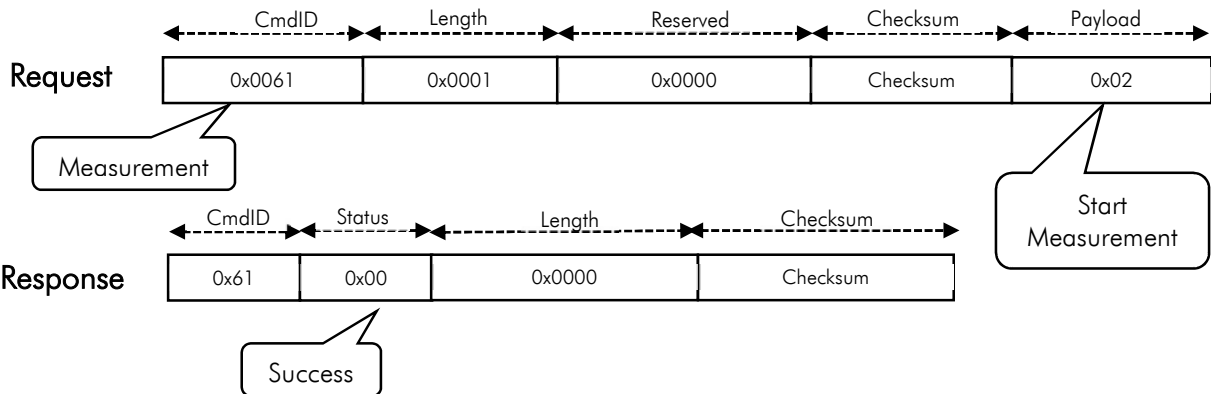 CmdID Length Reserved Checksum Payload
Request 0x0061 0x0001 0x0000 Checksum 0x02
Measurement
Start
Measurement
CmdID Status Length Checksum
Response 0x61 0x00 0x0000 Checksum
Success